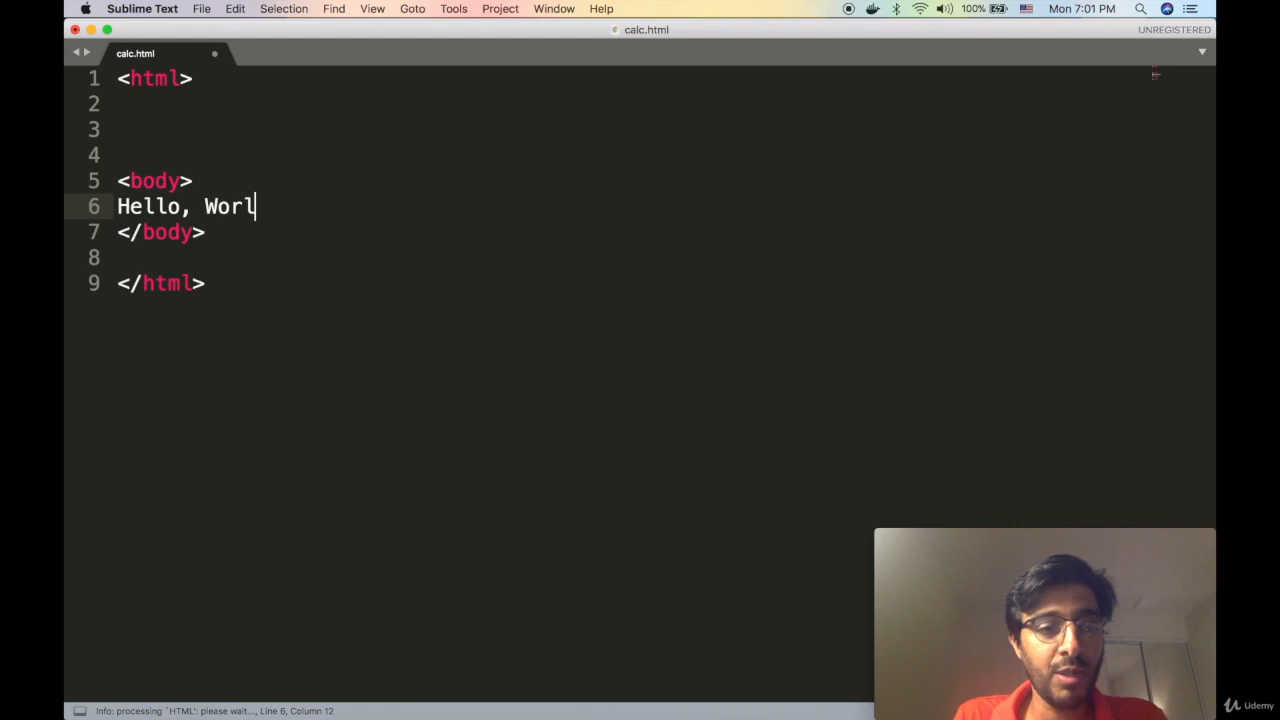 Sublime Text File Edit Selection Find View Goto Tools Project Window Help 100% Mon 7:01 PM
calc.html UNREGISTERED
calc.html
1 <html>
2
3
4
5 <body>
6 Hello, Worl
7 </body>
8
9 </html>
Info: processing `HTML': please wait..., Line 6, Column 12
Udemy